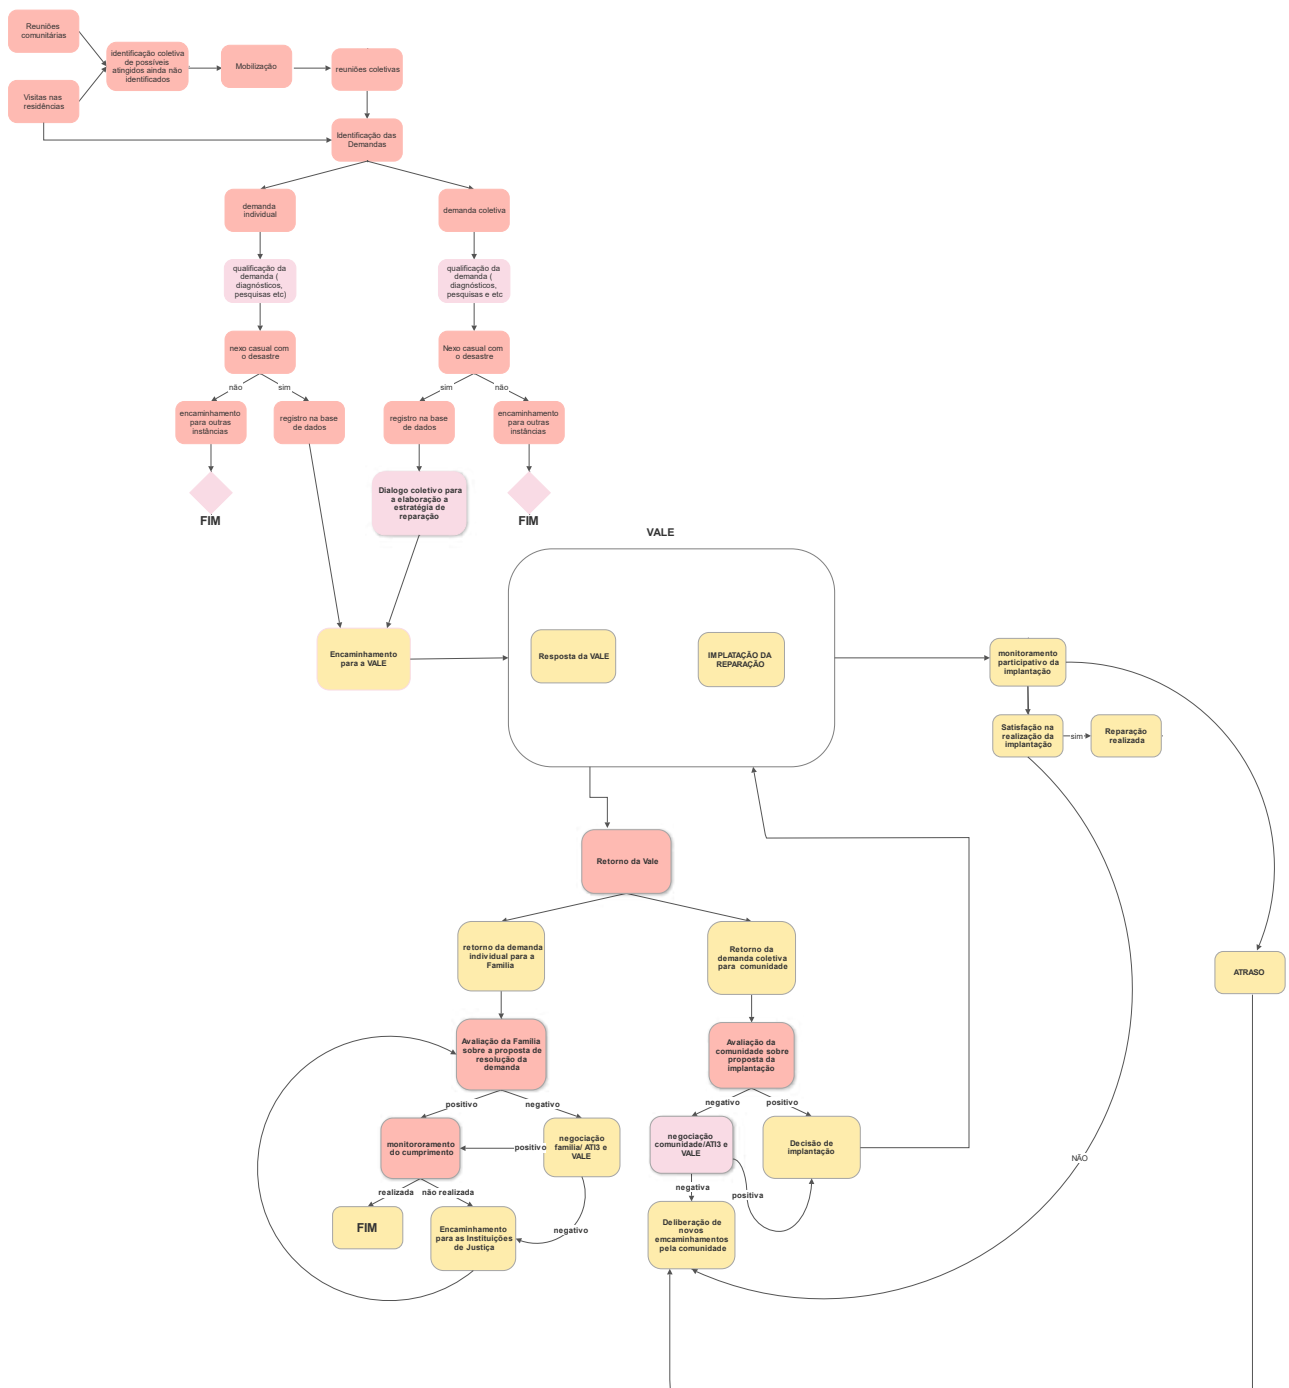 Reuniões
comunitárias
identificação coletiva
de possíveis
atingidos ainda não
identificados
Mobilização
reuniões coletivas
Visitas nas
residências
Identificação das
Demandas
demanda
individual
demanda coletiva
qualificação da
demanda (
diagnósticos,
pesquisas etc)
qualificação da
demanda (
diagnósticos,
pesquisas e etc
nexo casual com
o desastre
Nexo casual com
o desastre
não
sim
sim
não
encaminhamento
para outras
instâncias
registro na base
de dados
registro na base
de dados
encaminhamento
para outras
instâncias
FIM
Dialogo coletivo para
a elaboração a
estratégia de
reparação
FIM
VALE
Encaminhamento
para a VALE
Resposta da VALE
IMPLATAÇÃO DA
REPARAÇÃO
monitoramento
participativo da
implantação
Satisfação na
realização da
implantação
sim
Reparação
realizada
Retorno da Vale
retorno da demanda
individual para a
Família
Retorno da
demanda coletiva
para comunidade
ATRASO
Avaliação da Família
sobre a proposta de
resolução da
demanda
Avaliação da
comunidade sobre
proposta da
implantação
positivo
negativo
negativo
positivo
monitororamento
do cumprimento
positivo
negociação
família/ ATI3 e
VALE
negociação
comunidade/ATI3 e
VALE
Decisão de
implantação
NÃO
realizada
não realizada
negativa
positiva
FIM
Encaminhamento
para as Instituições
de Justiça
negativo
Deliberação de
novos
emcaminhamentos
pela comunidade